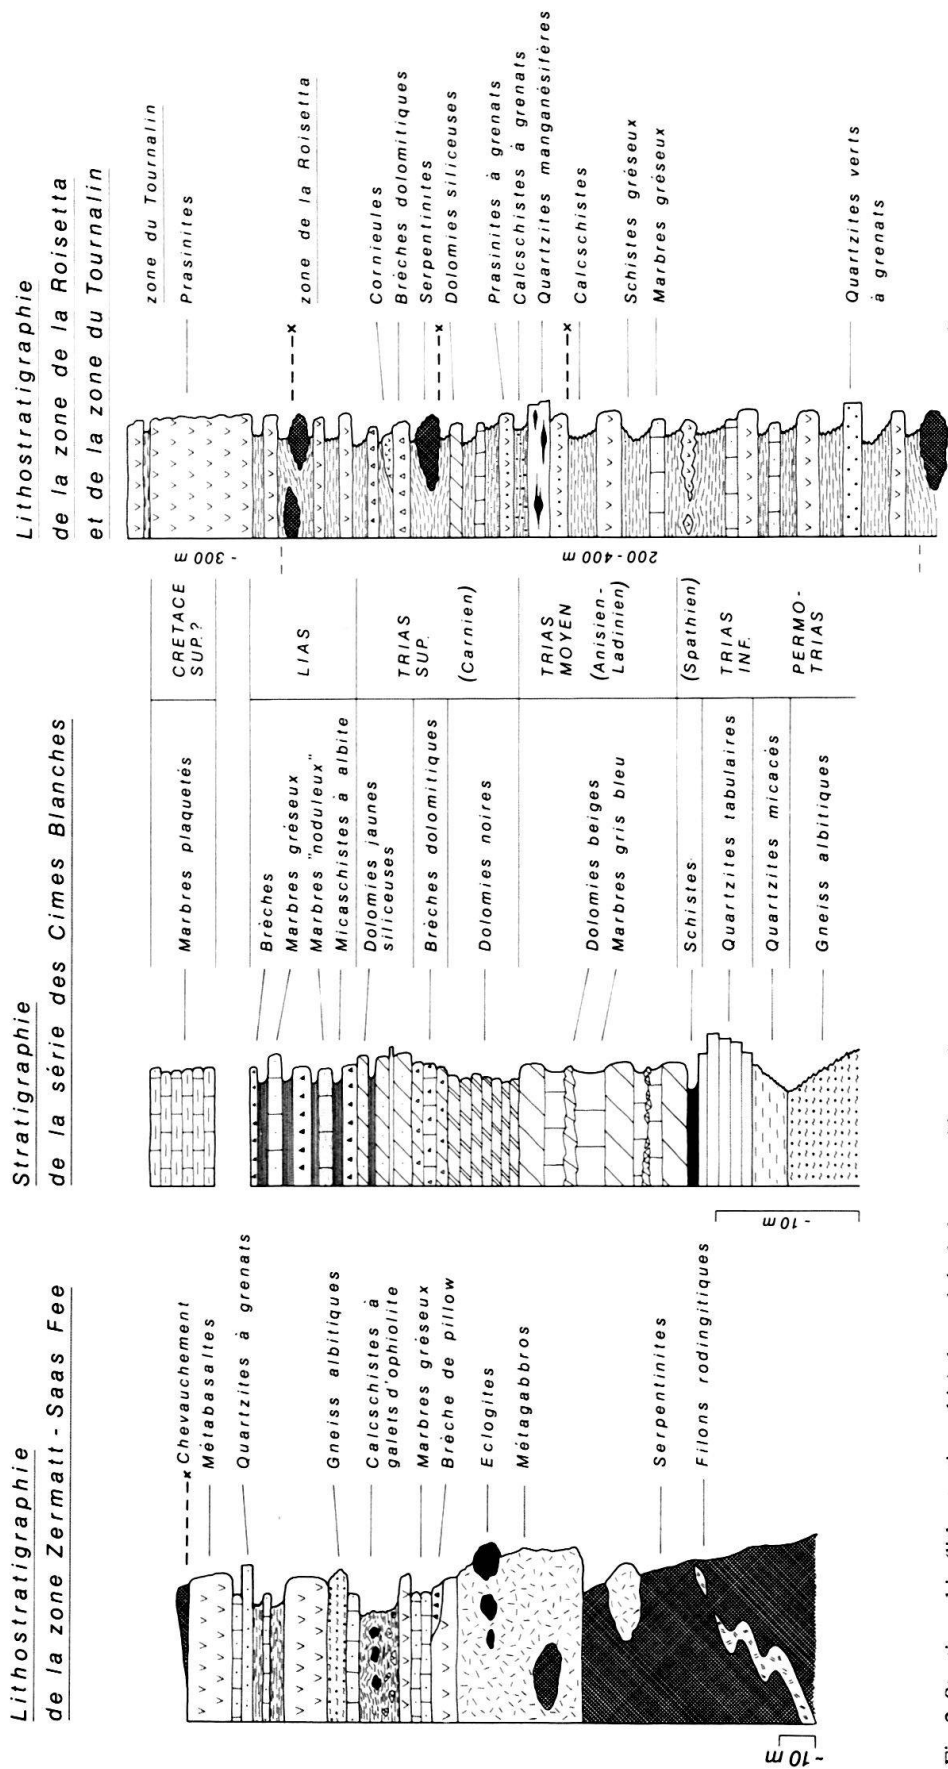 Lithostratigraphie
de la zone Zermatt - Saas Fee
Chevauchement
Métabasaltes
Quartzites à grenats
Gneiss albitiques
Calcschistes à
galets d'ophiolite
Marbres gréseux
Brèche de pillow
Eclogites
Métagabbros
Serpentinites
Filons rodingitiques
~10 m
Stratigraphie
de la série des Cimes Blanches
Marbres plaquetés
Brèches
Marbres gréseux
Marbres "noduleux"
Micaschistes à albite
Dolomies jaunes
siliceuses
Brèches dolomitiques
Dolomies noires
Dolomies beiges
Marbres gris bleu
Schistes
Quartzites tabulaires
Quartzites micacés
Gneiss albitiques
~10 m
CRETACE
SUP.?
LIAS
TRIAS
SUP.
(Carnien)
TRIAS
MOYEN
(Anisien-
Ladinien)
(Spathien)
TRIAS
INF.
PERMO-
TRIAS
Lithostratigraphie
de la zone de la Roisetta
et de la zone du Tournalin
~300 m
200-400 m
zone du Tournalin
Prasinites
zone de la Roisetta
Cornieules
Brèches dolomitiques
Serpentinites
Dolomies siliceuses
Prasinites à grenats
Calcschistes à grenats
Quartzites manganésifères
Calcschistes
Schistes gréseux
Marbres gréseux
Quartzites verts
à grenats